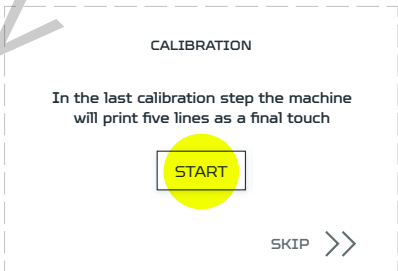 CALIBRATION
In the last calibration step the machine
will print five lines as a final touch
START
SKIP